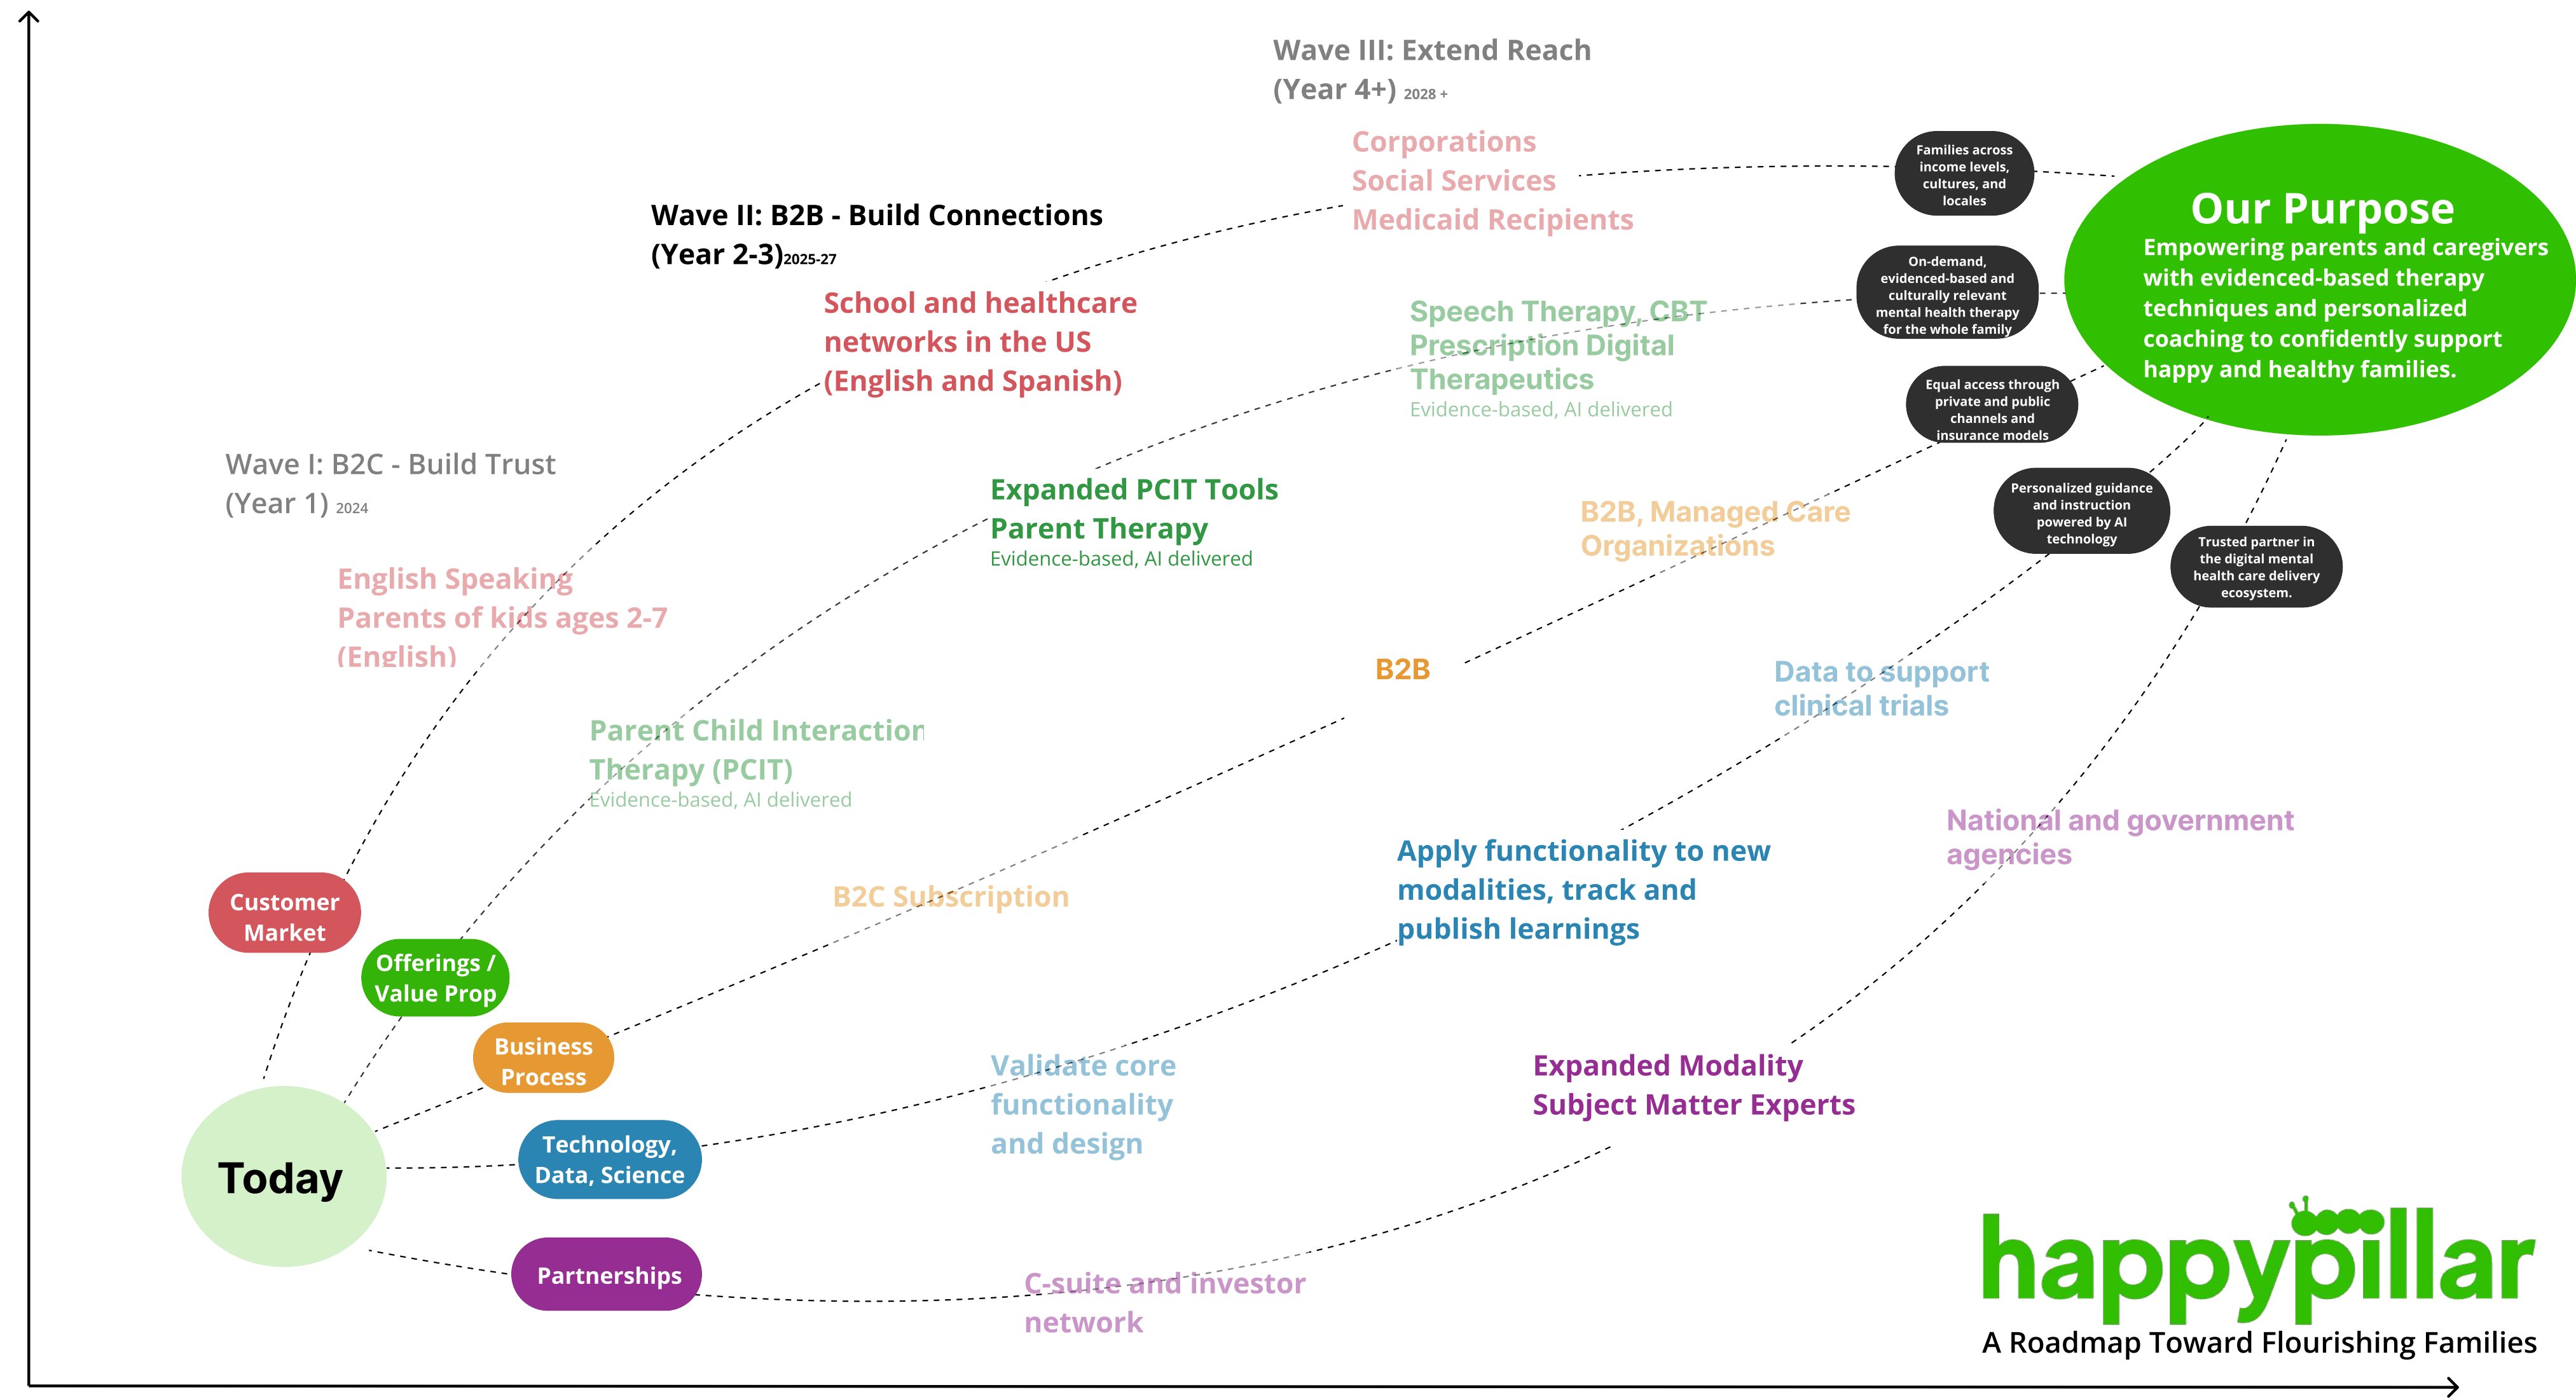 Wave III: Extend Reach
(Year 4+) 2028 +
Corporations
Social Services
Medicaid Recipients
Families across
income levels,
cultures, and
locales
Our Purpose
Empowering parents and caregivers
with evidenced-based therapy
techniques and personalized
coaching to confidently support
happy and healthy families.
Wave II: B2B - Build Connections
(Year 2-3)2025-27
School and healthcare
networks in the US
(English and Spanish)
On-demand,
evidenced-based and
culturally relevant
mental health therapy
for the whole family
Speech Therapy, CBT
Prescription Digital
Therapeutics
Evidence-based, AI delivered
Equal access through
private and public
channels and
insurance models
Wave I: B2C - Build Trust
(Year 1) 2024
English Speaking
Parents of kids ages 2-7
(English)
Expanded PCIT Tools
Parent Therapy
Evidence-based, AI delivered
B2B, Managed Care
Organizations
Personalized guidance
and instruction
powered by AI
technology
Trusted partner in
the digital mental
health care delivery
ecosystem.
Parent Child Interaction
Therapy (PCIT)
Evidence-based, AI delivered
B2B
Data to support
clinical trials
Customer
Market
B2C Subscription
Apply functionality to new
modalities, track and
publish learnings
National and government
agencies
Offerings /
Value Prop
Business
Process
Validate core
functionality
and design
Expanded Modality
Subject Matter Experts
Today
Technology,
Data, Science
Partnerships
C-suite and investor
network
happypillar
A Roadmap Toward Flourishing Families